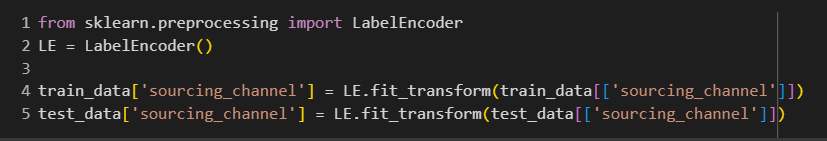 1 from sklearn.preprocessing import LabelEncoder
2 LE = LabelEncoder()
3
4 train_data['sourcing_channel'] = LE.fit_transform(train_data[['sourcing_channel']])
5 test_data['sourcing_channel'] = LE.fit_transform(test_data[['sourcing_channel']])